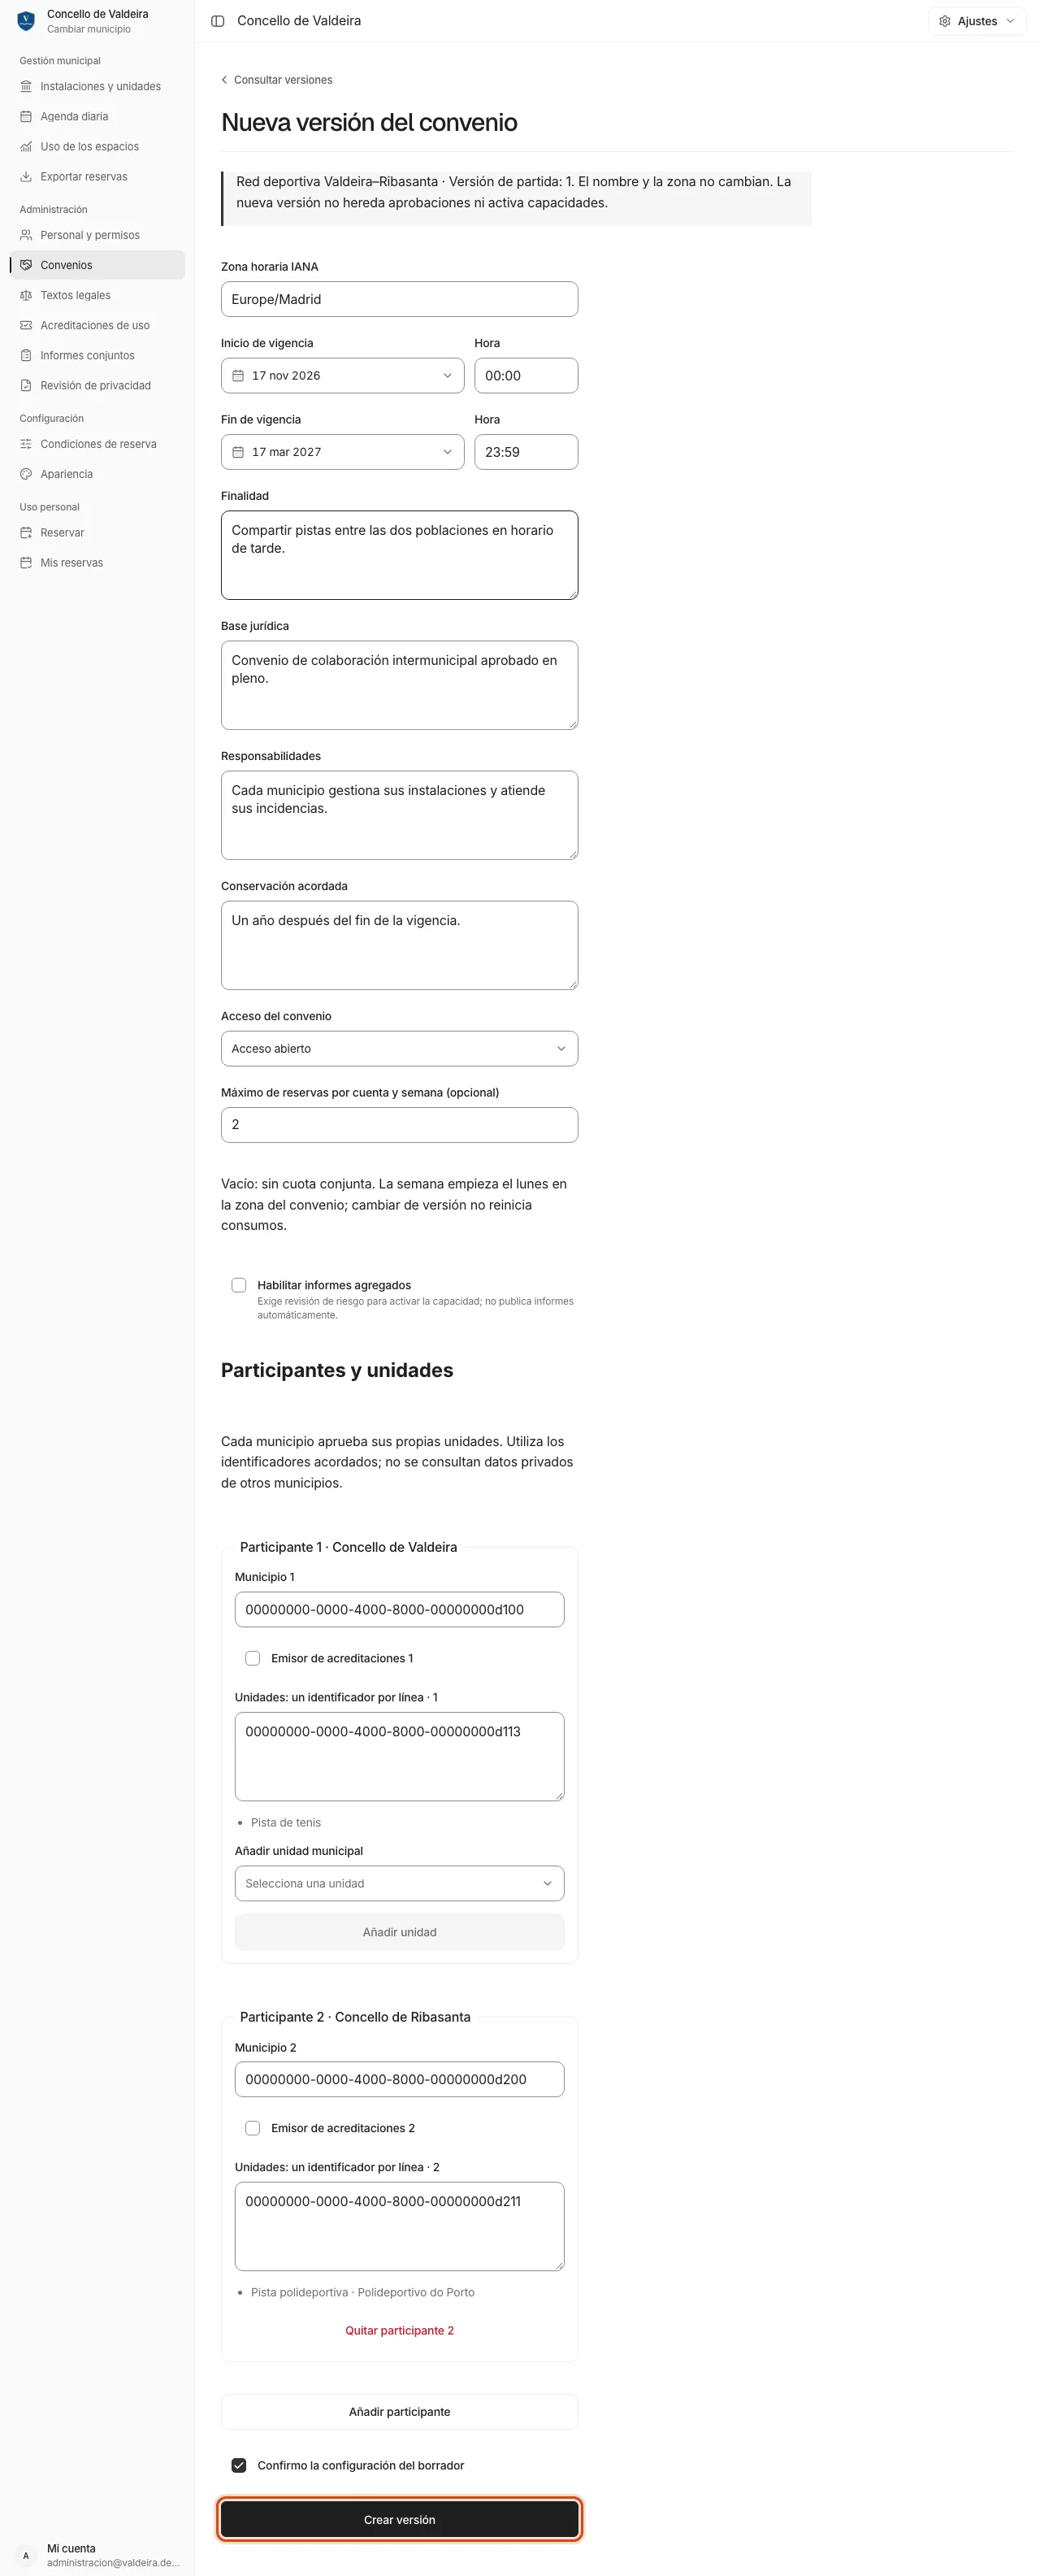 Concello de Valdeira
Cambiar municipio
Gestión municipal
Instalaciones y unidades
Agenda diaria
Uso de los espacios
Exportar reservas
Administración
Personal y permisos
Convenios
Textos legales
Acreditaciones de uso
Informes conjuntos
Revisión de privacidad
Configuración
Condiciones de reserva
Apariencia
Uso personal
Reservar
Mis reservas
Mi cuenta
A
administracion@valdeira.de...
Concello de Valdeira
Ajustes
Consultar versiones
Nueva versión del convenio
Red deportiva Valdeira–Ribasanta · Versión de partida: 1. El nombre y la zona no cambian. La
nueva versión no hereda aprobaciones ni activa capacidades.
Zona horaria IANA
Europe/Madrid
Inicio de vigencia
Hora
17 nov 2026
00:00
Fin de vigencia
Hora
17 mar 2027
23:59
Finalidad
Compartir pistas entre las dos poblaciones en horario
de tarde.
Base jurídica
Convenio de colaboración intermunicipal aprobado en
pleno.
Responsabilidades
Cada municipio gestiona sus instalaciones y atiende
sus incidencias.
Conservación acordada
Un año después del fin de la vigencia.
Acceso del convenio
Acceso abierto
Máximo de reservas por cuenta y semana (opcional)
2
Vacío: sin cuota conjunta. La semana empieza el lunes en
la zona del convenio; cambiar de versión no reinicia
consumos.
Habilitar informes agregados
Exige revisión de riesgo para activar la capacidad; no publica informes
automáticamente.
Participantes y unidades
Cada municipio aprueba sus propias unidades. Utiliza los
identificadores acordados; no se consultan datos privados
de otros municipios.
Participante 1 · Concello de Valdeira
Municipio 1
00000000-0000-4000-8000-00000000d100
Emisor de acreditaciones 1
Unidades: un identificador por línea · 1
00000000-0000-4000-8000-00000000d113
Pista de tenis
Añadir unidad municipal
Selecciona una unidad
Añadir unidad
Participante 2 · Concello de Ribasanta
Municipio 2
00000000-0000-4000-8000-00000000d200
Emisor de acreditaciones 2
Unidades: un identificador por línea · 2
00000000-0000-4000-8000-00000000d211
Pista polideportiva · Polideportivo do Porto
Quitar participante 2
Añadir participante
Confirmo la configuración del borrador
Crear versión